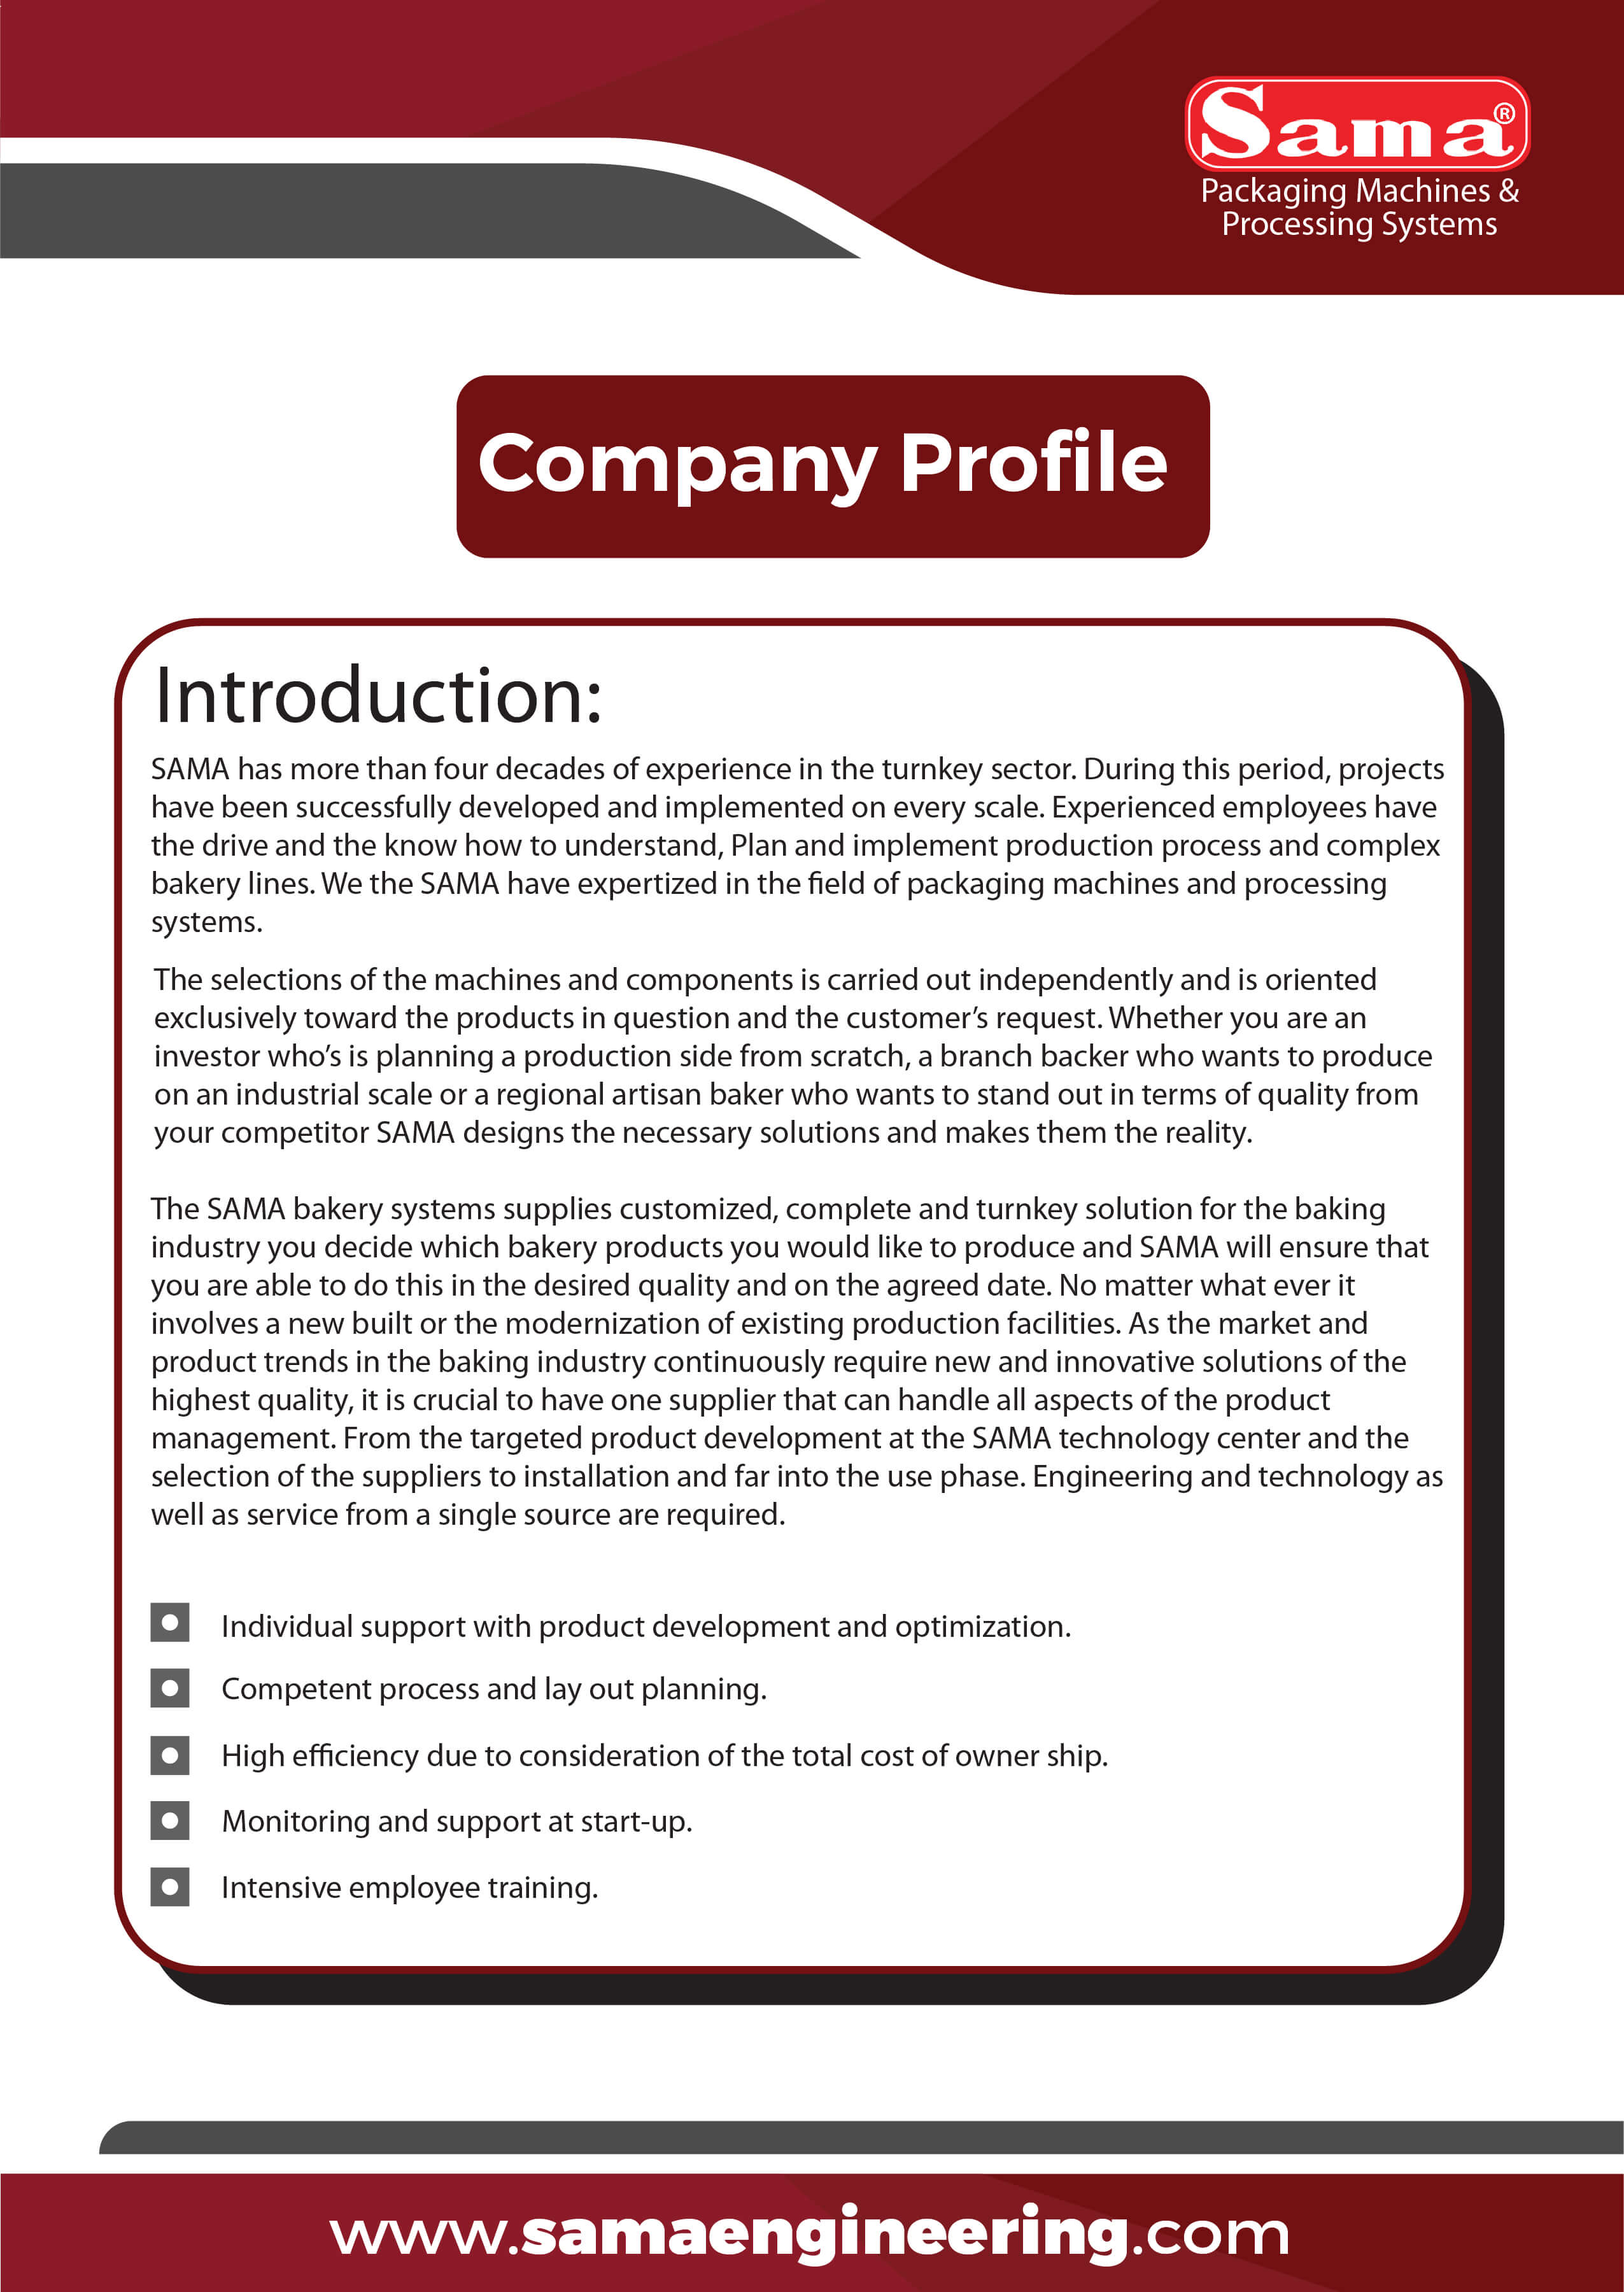 Sama®
Packaging Machines &
Processing Systems
Company Profile
Introduction:
SAMA has more than four decades of experience in the turnkey sector. During this period, projects
have been successfully developed and implemented on every scale. Experienced employees have
the drive and the know how to understand, Plan and implement production process and complex
bakery lines. We the SAMA have expertized in the field of packaging machines and processing
systems.
The selections of the machines and components is carried out independently and is oriented
exclusively toward the products in question and the customer’s request. Whether you are an
investor who’s is planning a production side from scratch, a branch backer who wants to produce
on an industrial scale or a regional artisan baker who wants to stand out in terms of quality from
your competitor SAMA designs the necessary solutions and makes them the reality.
The SAMA bakery systems supplies customized, complete and turnkey solution for the baking
industry you decide which bakery products you would like to produce and SAMA will ensure that
you are able to do this in the desired quality and on the agreed date. No matter what ever it
involves a new built or the modernization of existing production facilities. As the market and
product trends in the baking industry continuously require new and innovative solutions of the
highest quality, it is crucial to have one supplier that can handle all aspects of the product
management. From the targeted product development at the SAMA technology center and the
selection of the suppliers to installation and far into the use phase. Engineering and technology as
well as service from a single source are required.
Individual support with product development and optimization.
Competent process and lay out planning.
High efficiency due to consideration of the total cost of owner ship.
Monitoring and support at start-up.
Intensive employee training.
www.samaengineering.com